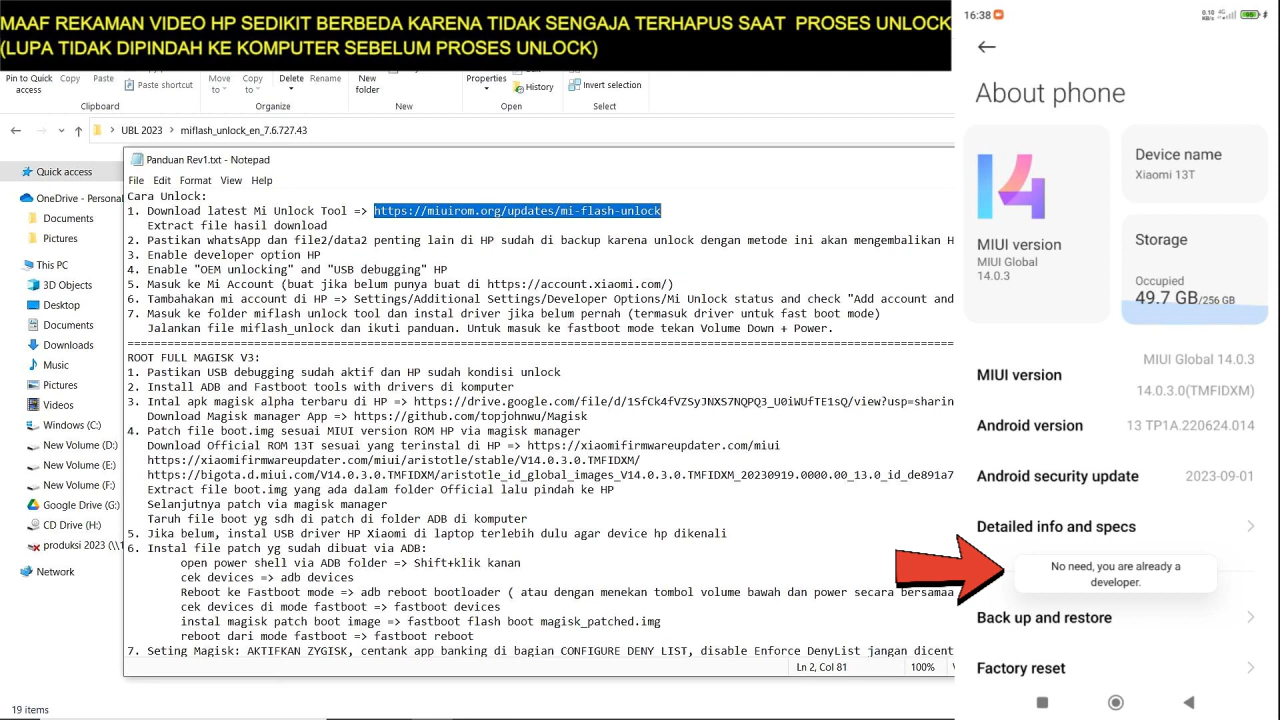 MAAF REKAMAN VIDEO HP SEDIKIT BERBEDA KARENA TIDAK SENGAJA TERHAPUS SAAT PROSES UNLOCK
(LUPA TIDAK DIPINDAH KE KOMPUTER SEBELUM PROSES UNLOCK)
Pin to Quick access
Copy
Paste
Paste shortcut
Move to
Copy to
Delete
Rename
New folder
Properties
History
Invert selection
Clipboard
Organize
New
Open
Select
UBL 2023 > miflash_unlock_en_7.6.727.43
Quick access
OneDrive - Personal
Documents
Pictures
This PC
3D Objects
Desktop
Documents
Downloads
Music
Pictures
Videos
Windows (C:)
New Volume (D:)
New Volume (E:)
New Volume (F:)
Google Drive (G:)
CD Drive (H:)
produksi 2023 (\\1
Network
19 items
Panduan Rev1.txt - Notepad
File Edit Format View Help
Cara Unlock:
1. Download latest Mi Unlock Tool => https://miuirom.org/updates/mi-flash-unlock
Extract file hasil download
2. Pastikan whatsApp dan file2/data2 penting lain di HP sudah di backup karena unlock dengan metode ini akan mengembalikan H
3. Enable developer option HP
4. Enable "OEM unlocking" and "USB debugging" HP
5. Masuk ke Mi Account (buat jika belum punya buat di https://account.xiaomi.com/)
6. Tambahakan mi account di HP => Settings/Additional Settings/Developer Options/Mi Unlock status and check "Add account and
7. Masuk ke folder miflash unlock tool dan instal driver jika belum pernah (termasuk driver untuk fast boot mode)
Jalankan file miflash_unlock dan ikuti panduan. Untuk masuk ke fastboot mode tekan Volume Down + Power.
====================================================================
ROOT FULL MAGISK V3:
1. Pastikan USB debugging sudah aktif dan HP sudah kondisi unlock
2. Install ADB and Fastboot tools with drivers di komputer
3. Intal apk magisk alpha terbaru di HP => https://drive.google.com/file/d/1SfCk4fVZSyJNXS7NQPQ3_U0iWUfTE1sQ/view?usp=sharin
Download Magisk manager App => https://github.com/topjohnwu/Magisk
4. Patch file boot.img sesuai MIUI version ROM HP via magisk manager
Download Official ROM 13T sesuai yang terinstal di HP => https://xiaomifirmwareupdater.com/miui
https://xiaomifirmwareupdater.com/miui/aristotle/stable/V14.0.3.0.TMFIDXM/
https://bigota.d.miui.com/V14.0.3.0.TMFIDXM/aristotle_id_global_images_V14.0.3.0.TMFIDXM_20230919.0000.00_13.0_id_de891a7
Extract file boot.img yang ada dalam folder Official lalu pindah ke HP
Selanjutnya patch via magisk manager
Taruh file boot yg sdh di patch di folder ADB di komputer
5. Jika belum, instal USB driver HP Xiaomi di laptop terlebih dulu agar device hp dikenali
6. Instal file patch yg sudah dibuat via ADB:
open power shell via ADB folder => Shift+klik kanan
cek devices => adb devices
Reboot ke Fastboot mode => adb reboot bootloader ( atau dengan menekan tombol volume bawah dan power secara bersamaa
cek devices di mode fastboot => fastboot devices
instal magisk patch boot image => fastboot flash boot magisk_patched.img
reboot dari mode fastboot => fastboot reboot
7. Seting Magisk: AKTIFKAN ZYGISK, centank app banking di bagian CONFIGURE DENY LIST, disable Enforce DenyList jangan dicent
Ln 2, Col 81
100%
16:38
0.10 KB/s
4G
95
About phone
MIUI version
MIUI Global
14.0.3
Device name
Xiaomi 13T
Storage
Occupied
49.7 GB/256 GB
MIUI version
MIUI Global 14.0.3
14.0.3.0(TMFIDXM)
Android version
13 TP1A.220624.014
Android security update
2023-09-01
Detailed info and specs
No need, you are already a
developer.
Back up and restore
Factory reset